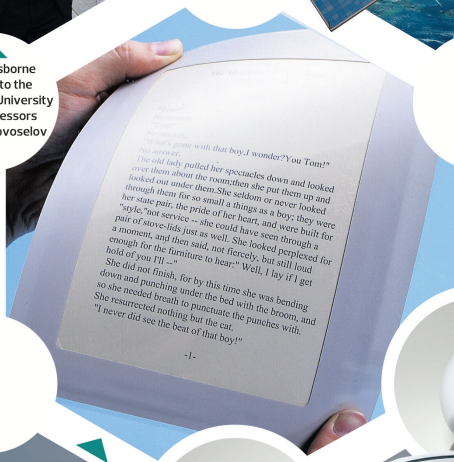 sborne
to the
University
essors
ovoselov
"What's gone with that boy,I wonder?You Tom!"
No answer.
The old lady pulled her spectacles down and looked
over them about the room;then she put them up and
looked out under them.She seldom or never looked
through them for so small a things as a boy; they were
her state pair, the pride of her heart, and were built for
"style,"not service -- she could have seen through a
pair of stove-lids just as well. She looked perplexed for
a moment, and then said, not fiercely, but still loud
enough for the furniture to hear:" Well, I lay if I get
hold of you I'll --"
She did not finish, for by this time she was bending
down and punching under the bed with the broom, and
so she needed breath to punctuate the punches with.
She resurrected nothing but the cat.
"I never did see the beat of that boy!"
-1-